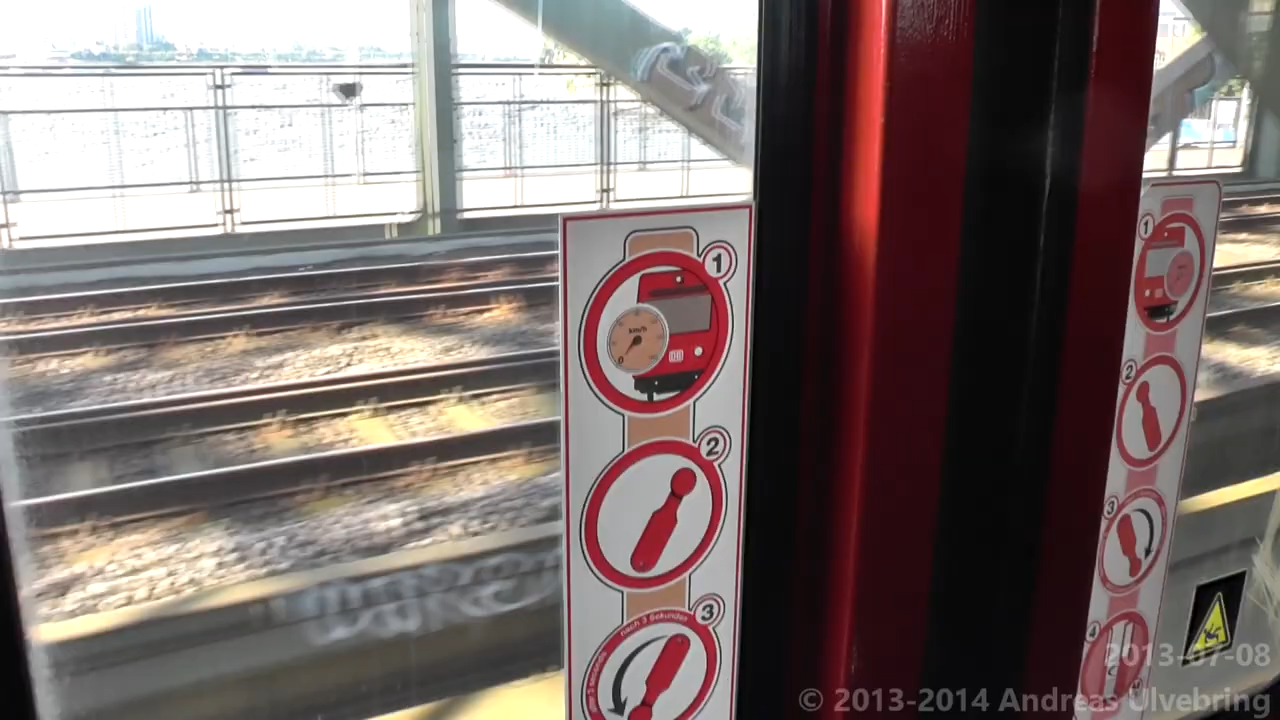 1
km/h
0
DB
2
3
nach 3 Sekunden
1
2
3
4
2013-07-08
© 2013-2014 Andreas Ulvebring